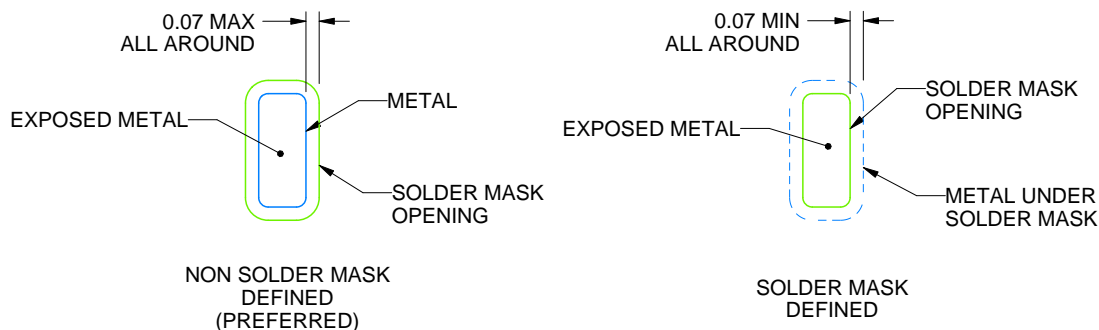 0.07 MAX
ALL AROUND
EXPOSED METAL
METAL
SOLDER MASK
OPENING
NON SOLDER MASK
DEFINED
(PREFERRED)
0.07 MIN
ALL AROUND
EXPOSED METAL
SOLDER MASK
OPENING
METAL UNDER
SOLDER MASK
SOLDER MASK
DEFINED